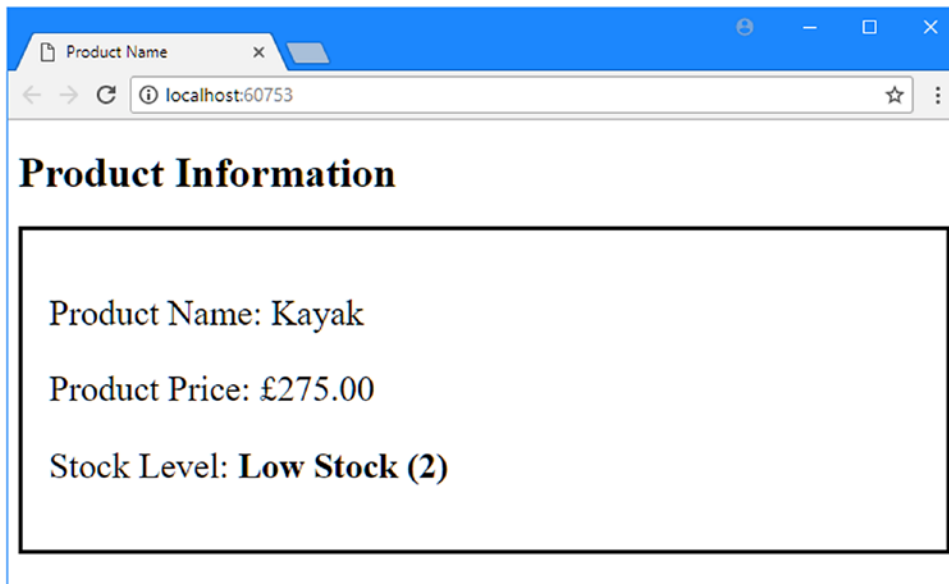 Product Name
localhost:60753
Product Information
Product Name: Kayak
Product Price: £275.00
Stock Level: Low Stock (2)